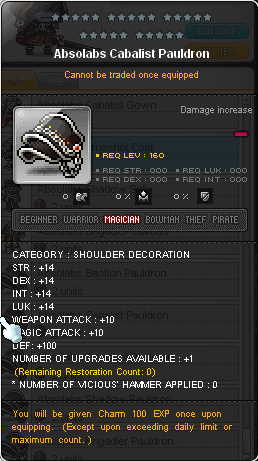 Absolabs Cabalist Pauldron
Cannot be traded once equipped
Damage increase
REQ LEV : 160
REQ STR : 000 REQ LUK : 000
REQ DEX : 000 REQ INT : 000
0 0 % 0 %
BEGINNER WARRIOR MAGICIAN BOWMAN THIEF PIRATE
CATEGORY : SHOULDER DECORATION
STR : +14
DEX : +14
INT : +14
LUK : +14
WEAPON ATTACK : +10
MAGIC ATTACK : +10
DEF: +100
NUMBER OF UPGRADES AVAILABLE : +1
(Remaining Restoration Count: 0)
* NUMBER OF VICIOUS' HAMMER APPLIED : 0
You will be given Charm 100 EXP once upon
equipping. (Except upon exceeding daily limit or
maximum count. )